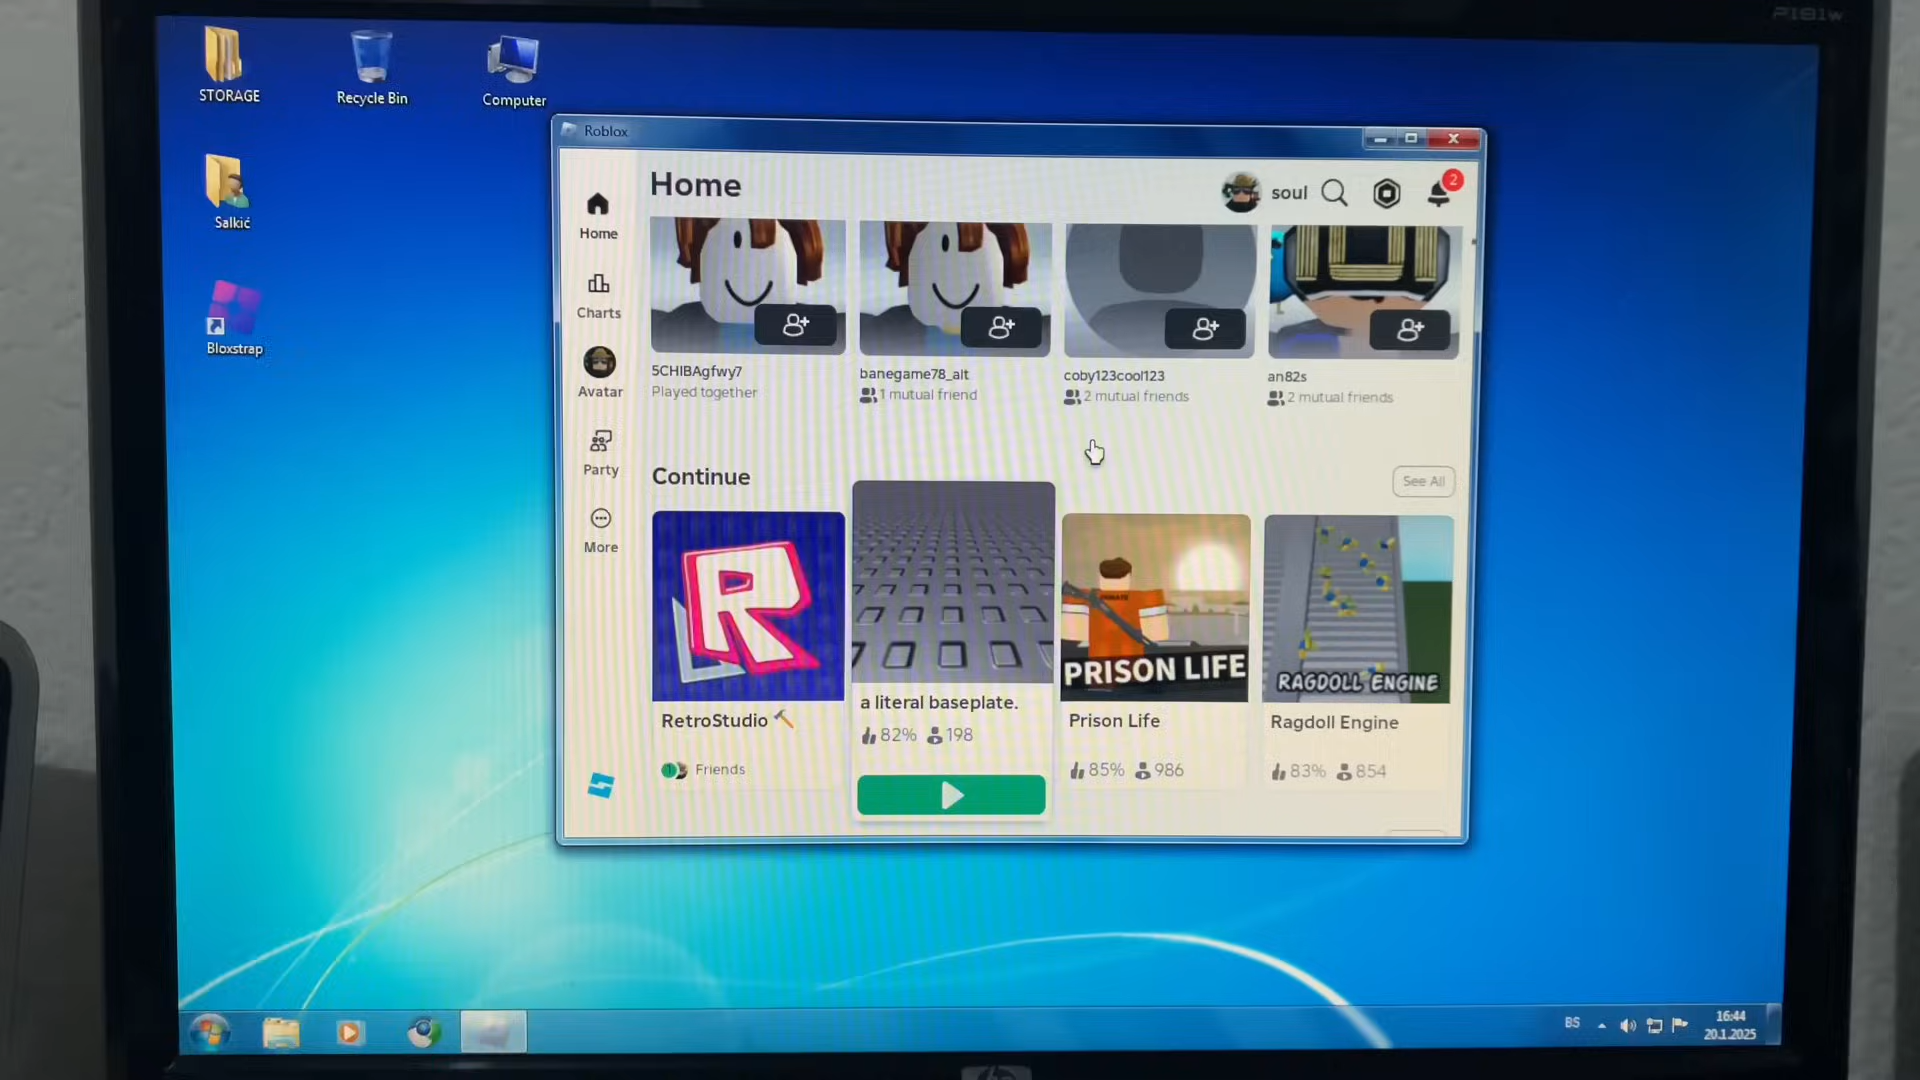 P191w
STORAGE
Recycle Bin
Computer
Salkić
Bloxstrap
Roblox
Home
soul
2
Home
Charts
Avatar
Party
More
5CHIBAgfwy7
Played together
banegame78_alt
1 mutual friend
coby123cool123
2 mutual friends
an82s
2 mutual friends
Continue
See All
PRISON LIFE
RAGDOLL ENGINE
RetroStudio
Friends
a literal baseplate.
82% 198
Prison Life
85% 986
Ragdoll Engine
83% 854
BS
16:44
20.1.2025
hp